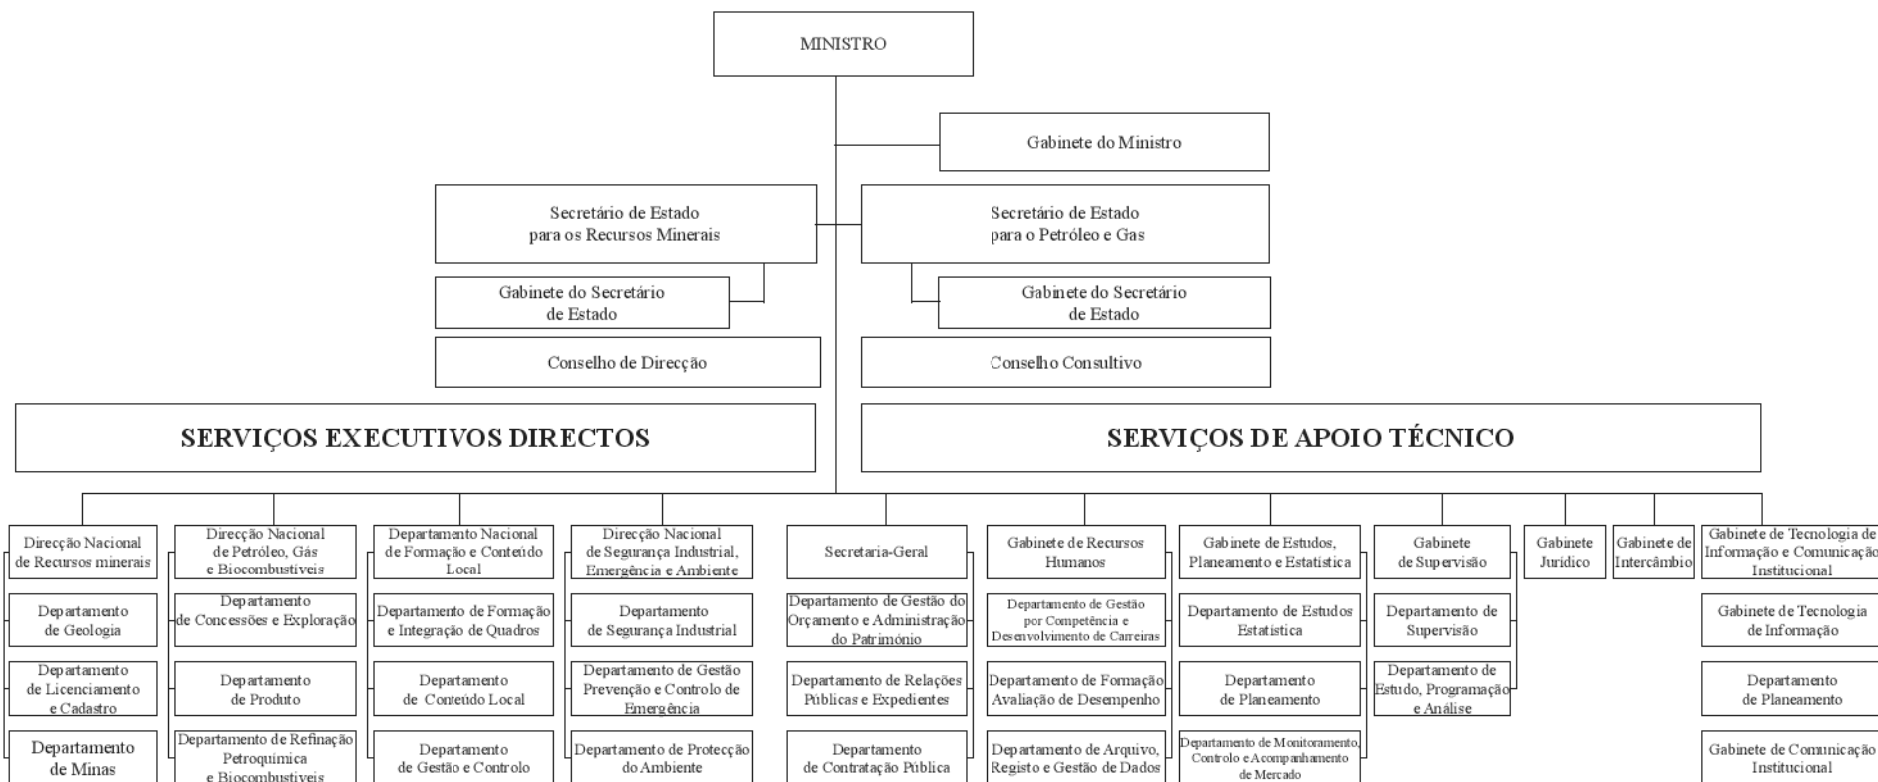 MINISTRO
Gabinete do Ministro
Secretário de Estado
para os Recursos Minerais
Secretário de Estado
para o Petróleo e Gas
Gabinete do Secretário
de Estado
Gabinete do Secretário
de Estado
Conselho de Direcção
Conselho Consultivo
SERVIÇOS EXECUTIVOS DIRECTOS
SERVIÇOS DE APOIO TÉCNICO
Direcção Nacional
de Recursos minerais
Direcção Nacional
de Petróleo, Gás
e Biocombustíveis
Departamento Nacional
de Formação e Conteúdo
Local
Direcção Nacional
de Segurança Industrial,
Emergência e Ambiente
Secretaria-Geral
Gabinete de Recursos
Humanos
Gabinete de Estudos,
Planeamento e Estatística
Gabinete
de Supervisão
Gabinete
Jurídico
Gabinete de
Intercâmbio
Gabinete de Tecnologia de
Informação e Comunicação
Institucional
Departamento
de Geologia
Departamento
de Concessões e Exploração
Departamento de Formação
e Integração de Quadros
Departamento
de Segurança Industrial
Departamento de Gestão do
Orçamento e Administração
do Património
Departamento de Gestão
por Competência e
Desenvolvimento de Carreiras
Departamento de Estudos
Estatística
Departamento de
Supervisão
Gabinete de Tecnologia
de Informação
Departamento
de Licenciamento
e Cadastro
Departamento
de Produto
Departamento
de Conteúdo Local
Departamento de Gestão
Prevenção e Controlo de
Emergência
Departamento de Relações
Públicas e Expedientes
Departamento de Formação
Avaliação de Desempenho
Departamento
de Planeamento
Departamento de
Estudo, Programação
e Análise
Departamento
de Planeamento
Departamento
de Minas
Departamento de Refinação
Petroquímica
e Biocombustíveis
Departamento
de Gestão e Controlo
Departamento de Protecção
do Ambiente
Departamento
de Contratação Pública
Departamento de Arquivo,
Registo e Gestão de Dados
Departamento de Monitoramento,
Controlo e Acompanhamento
de Mercado
Gabinete de Comunicação
Institucional